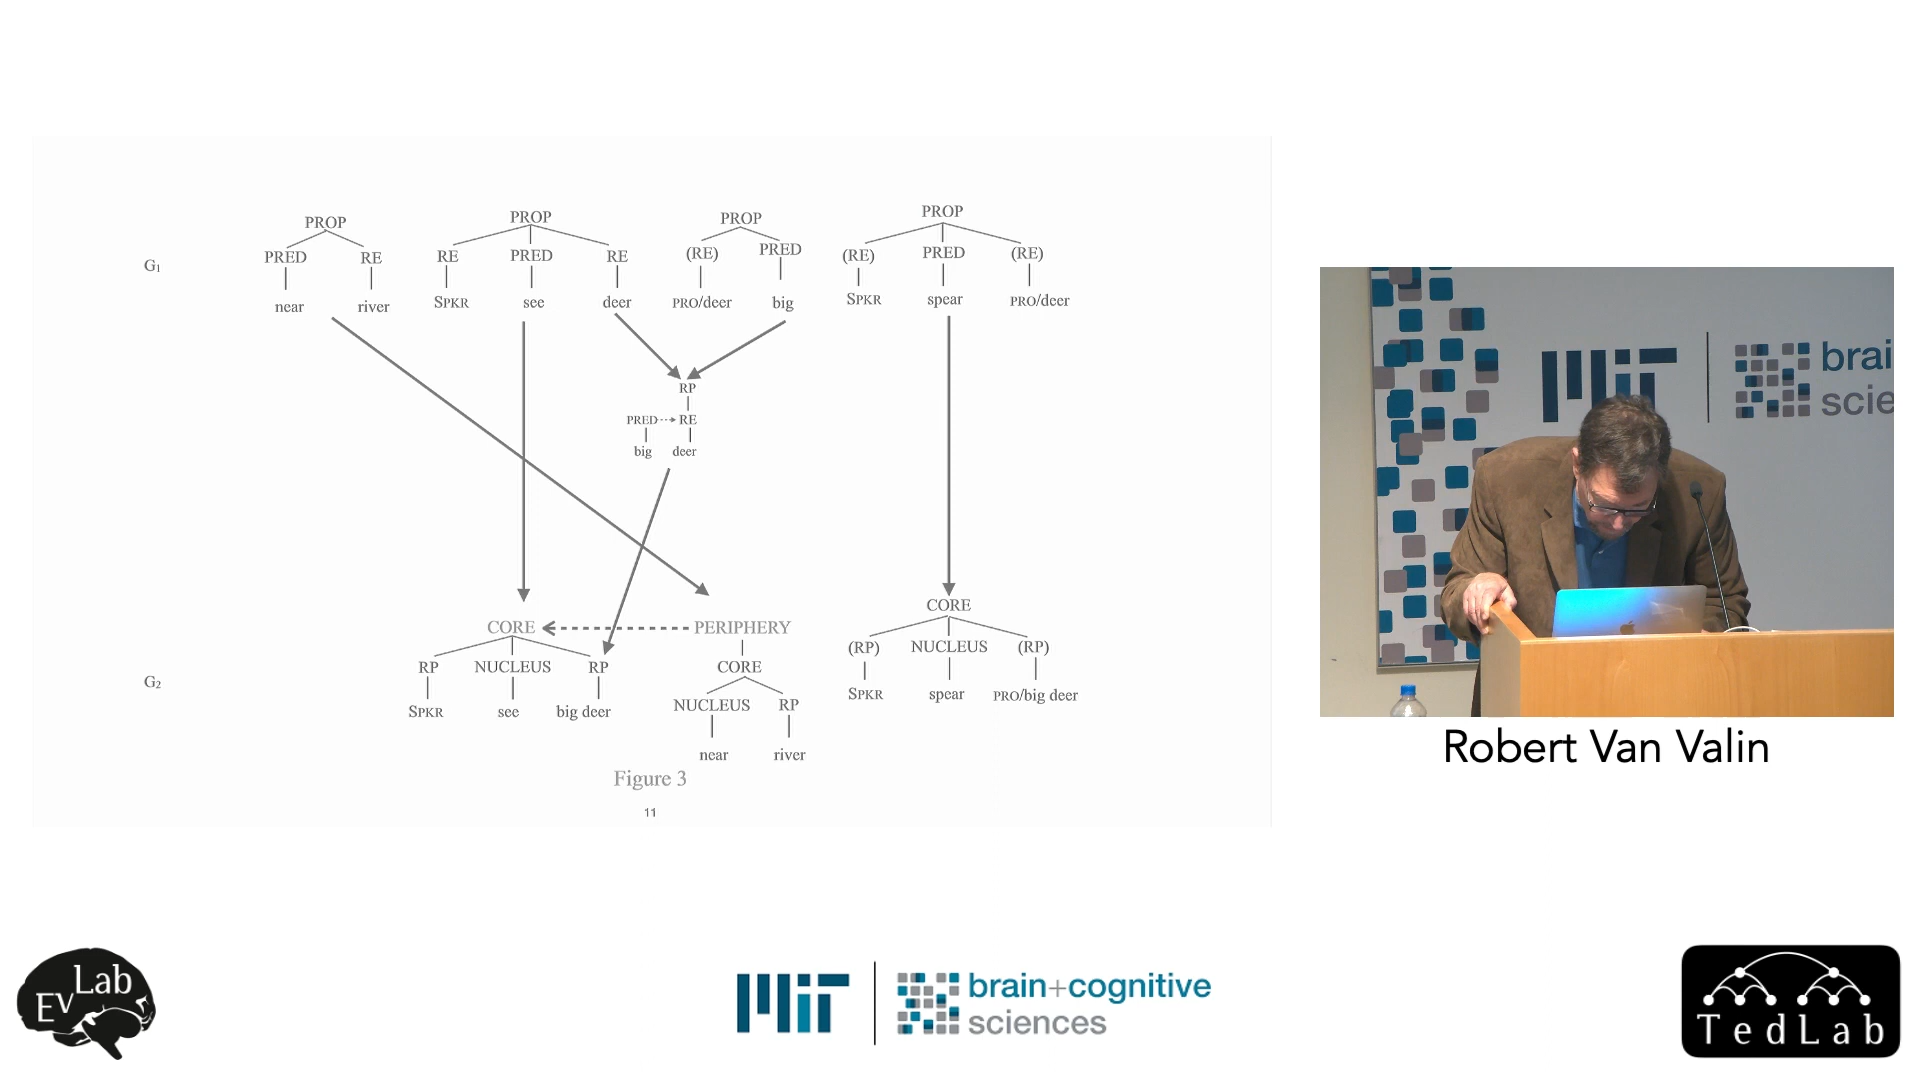 PROP PROP PROP PROP
G₁ PRED RE RE PRED RE (RE) PRED (RE) PRED (RE)
near river SPKR see deer PRO/deer big SPKR spear PRO/deer
RP
PRED RE
big deer
CORE PERIPHERY CORE
G₂ RP NUCLEUS RP CORE (RP) NUCLEUS (RP)
SPKR see big deer NUCLEUS RP SPKR spear PRO/big deer
near river
Figure 3
11
MIT brai
scie
Robert Van Valin
EvLab
MIT brain+cognitive
sciences
TedLab